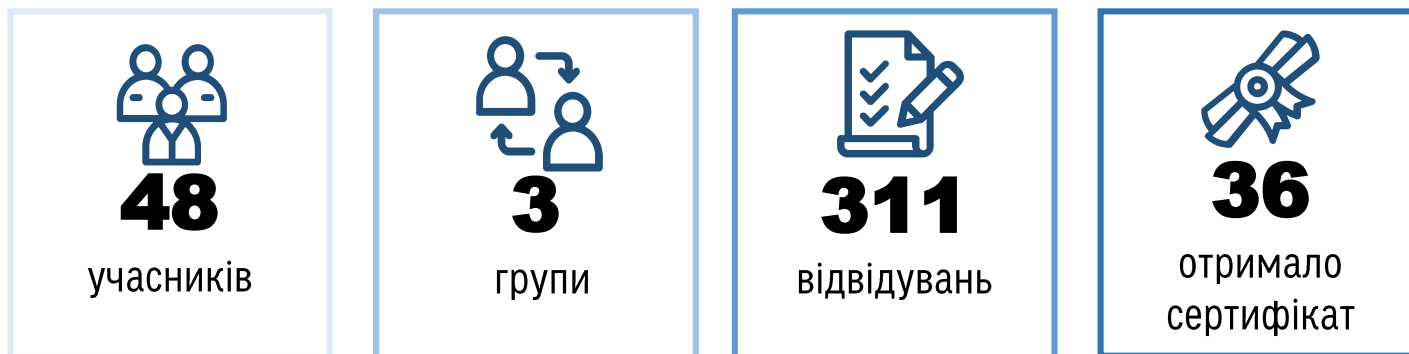 48
учасників
3
групи
311
відвідувань
36
отримало
сертифікат